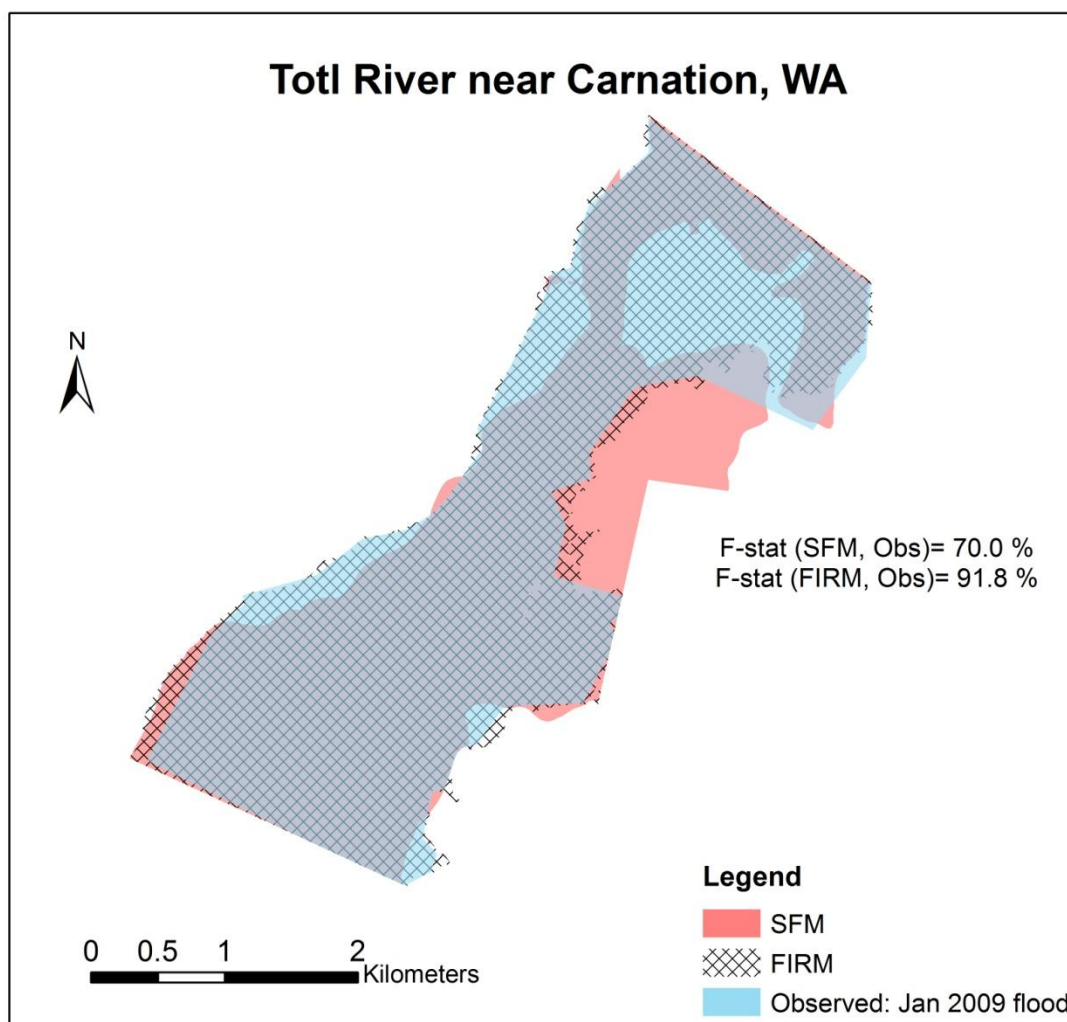 Totl River near Carnation, WA
N
F-stat (SFM, Obs)= 70.0 %
F-stat (FIRM, Obs)= 91.8 %
Legend
SFM
FIRM
Observed: Jan 2009 flood
0 0.5 1 2
Kilometers